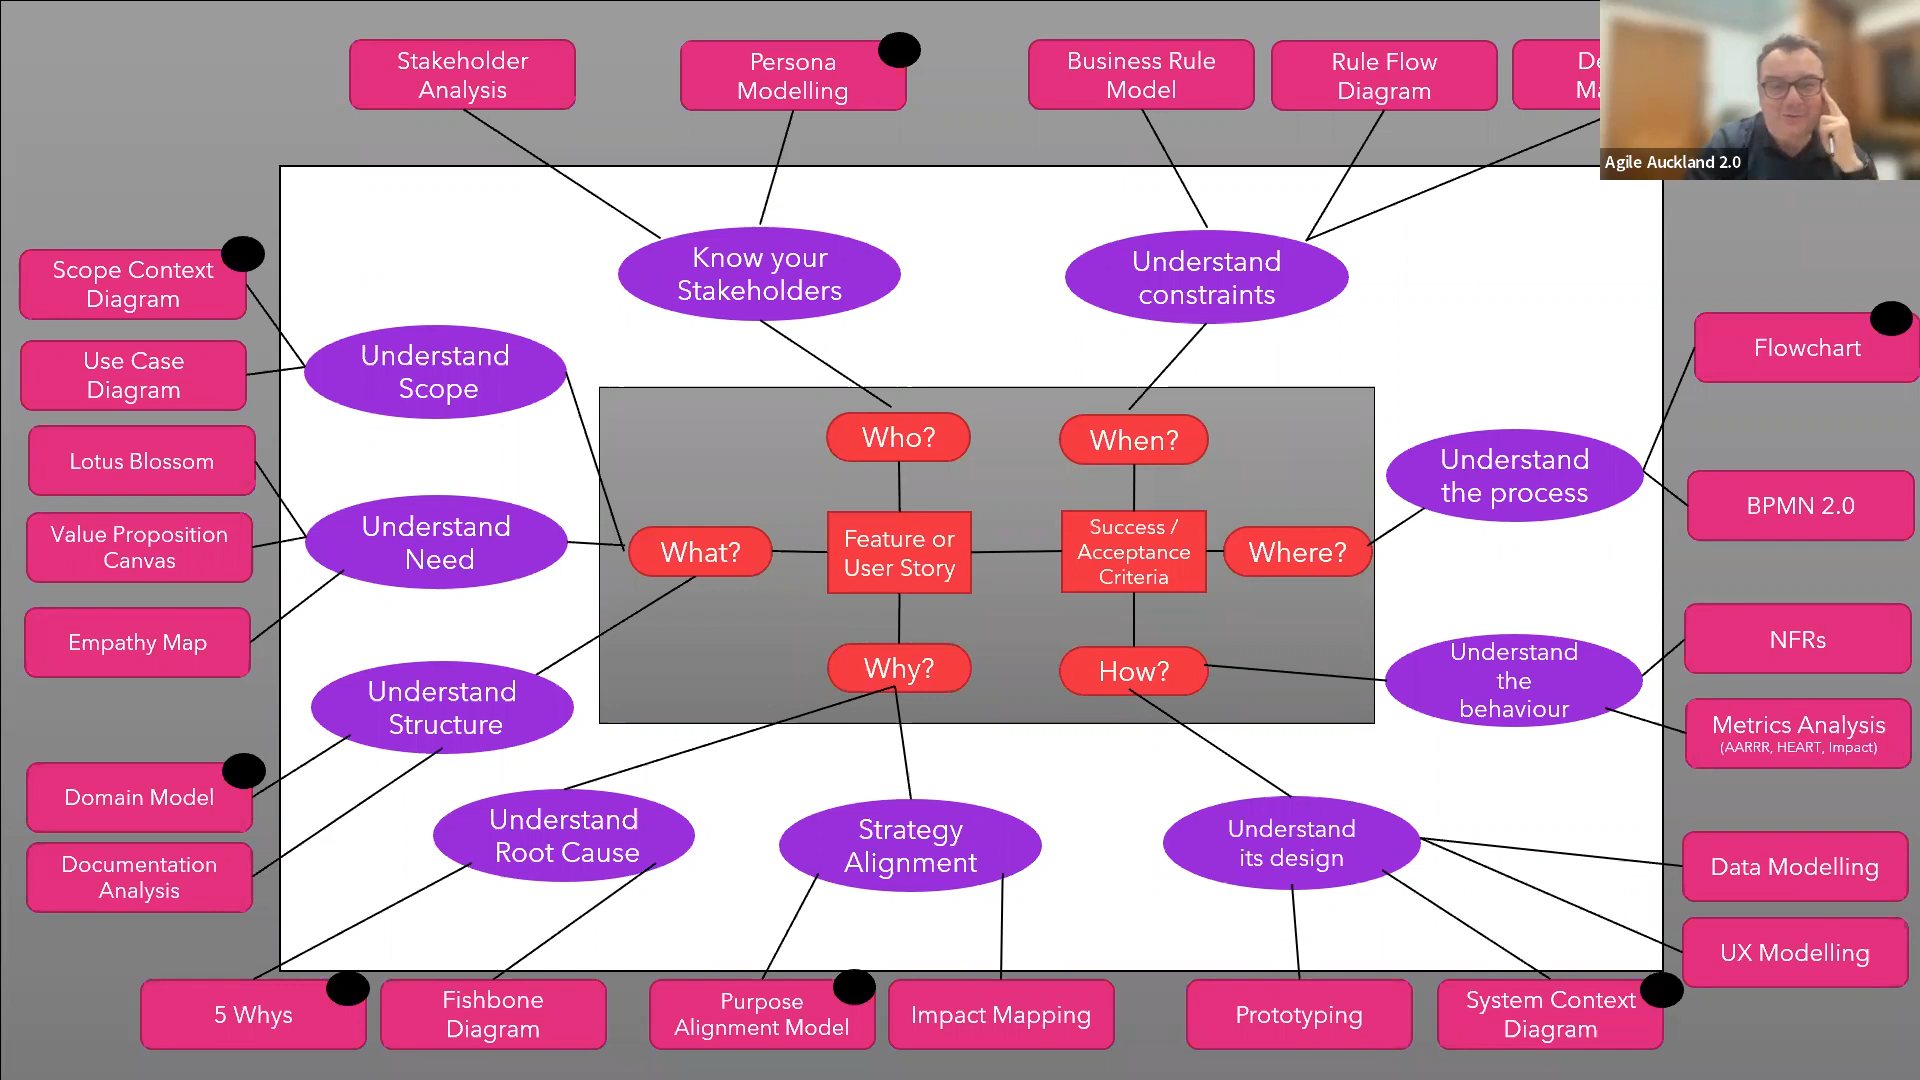 Stakeholder
Analysis
Persona
Modelling
Business Rule
Model
Rule Flow
Diagram
Agile Auckland 2.0
Know your
Stakeholders
Understand
constraints
Scope Context
Diagram
Use Case
Diagram
Lotus Blossom
Value Proposition
Canvas
Empathy Map
Domain Model
Documentation
Analysis
Understand
Scope
Understand
Need
Understand
Structure
Who?
When?
What?
Feature or
User Story
Success /
Acceptance
Criteria
Where?
Why?
How?
Understand
the process
Understand
the
behaviour
Flowchart
BPMN 2.0
NFRs
Metrics Analysis
(AARRR, HEART, Impact)
Data Modelling
UX Modelling
Understand
Root Cause
Strategy
Alignment
Understand
its design
5 Whys
Fishbone
Diagram
Purpose
Alignment Model
Impact Mapping
Prototyping
System Context
Diagram